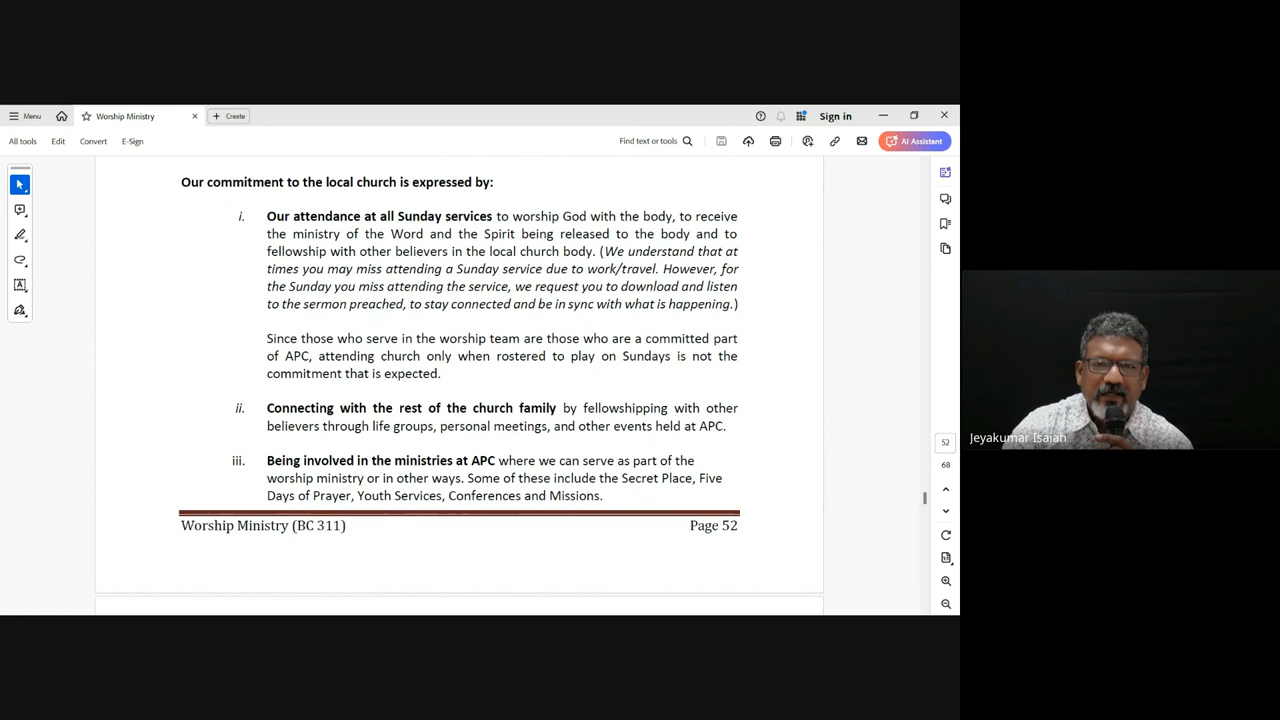 Menu
Worship Ministry
Create
Sign in
All tools
Edit
Convert
E-Sign
Find text or tools
AI Assistant
Our commitment to the local church is expressed by:
i. Our attendance at all Sunday services to worship God with the body, to receive
the ministry of the Word and the Spirit being released to the body and to
fellowship with other believers in the local church body. (We understand that at
times you may miss attending a Sunday service due to work/travel. However, for
the Sunday you miss attending the service, we request you to download and listen
to the sermon preached, to stay connected and be in sync with what is happening.)
Since those who serve in the worship team are those who are a committed part
of APC, attending church only when rostered to play on Sundays is not the
commitment that is expected.
ii. Connecting with the rest of the church family by fellowshipping with other
believers through life groups, personal meetings, and other events held at APC.
iii. Being involved in the ministries at APC where we can serve as part of the
worship ministry or in other ways. Some of these include the Secret Place, Five
Days of Prayer, Youth Services, Conferences and Missions.
Worship Ministry (BC 311) Page 52
52
68
Jeyakumar Isaiah